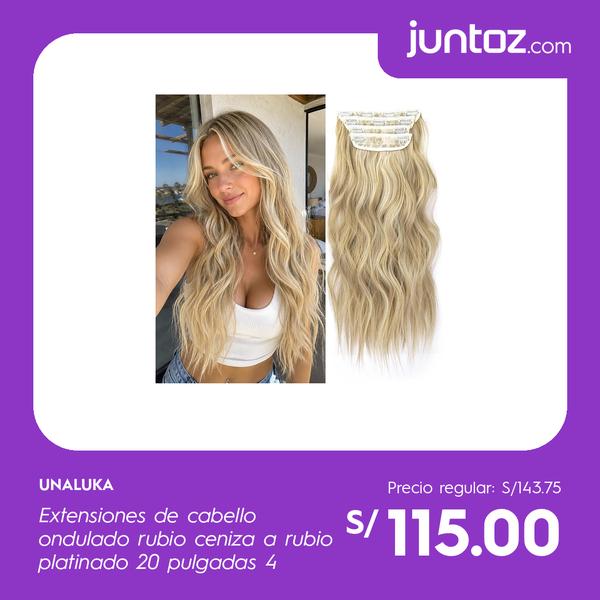 juntoz.com
UNALUKA
Extensiones de cabello
ondulado rubio ceniza a rubio
platinado 20 pulgadas 4
Precio regular: S/143.75
S/ 115.00